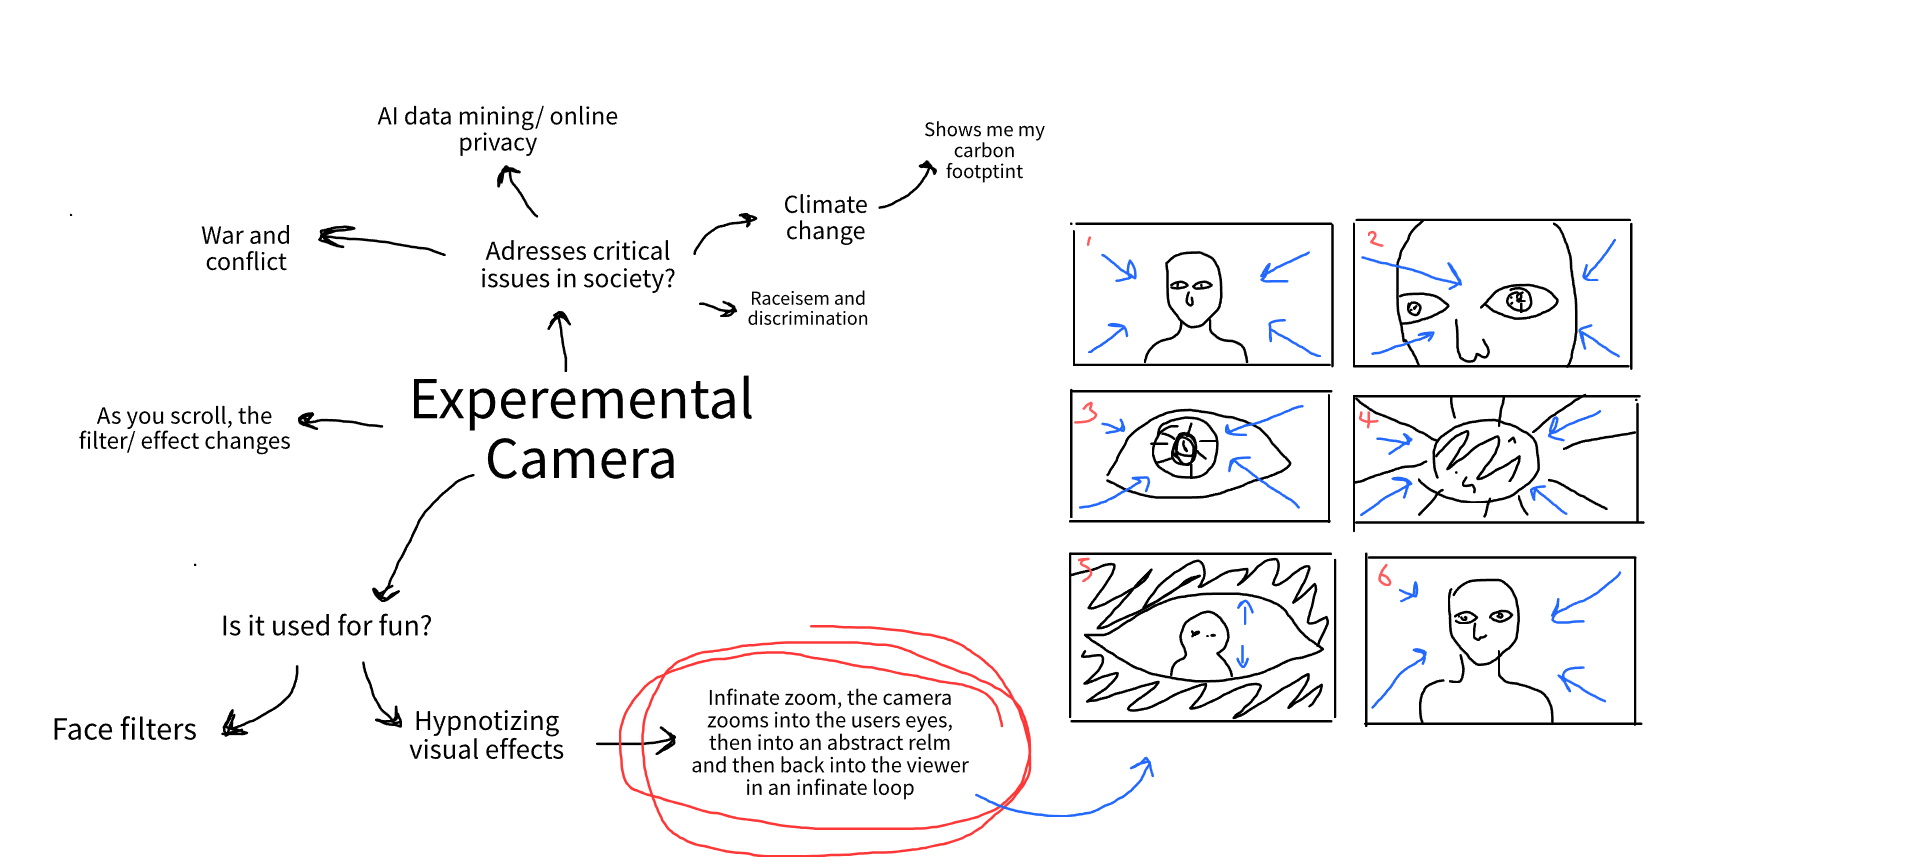 AI data mining/ online
privacy
Shows me my
carbon
footptint
War and
conflict
Adresses critical
issues in society?
Climate
change
Raceisem and
discrimination
Experemental
Camera
As you scroll, the
filter/ effect changes
Is it used for fun?
Face filters
Hypnotizing
visual effects
Infinate zoom, the camera
zooms into the users eyes,
then into an abstract relm
and then back into the viewer
in an infinate loop
1
2
3
4
5
6